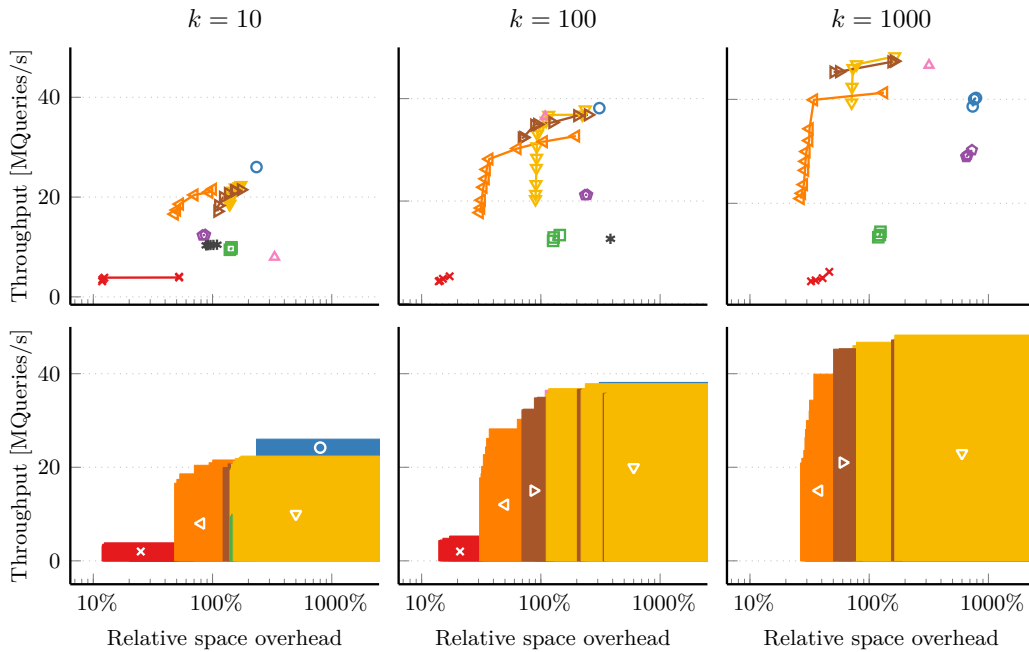 k = 10
k = 100
k = 1000
Throughput [MQueries/s]
40
20
0
Throughput [MQueries/s]
40
20
0
10%
100%
1000%
10%
100%
1000%
10%
100%
1000%
Relative space overhead
Relative space overhead
Relative space overhead